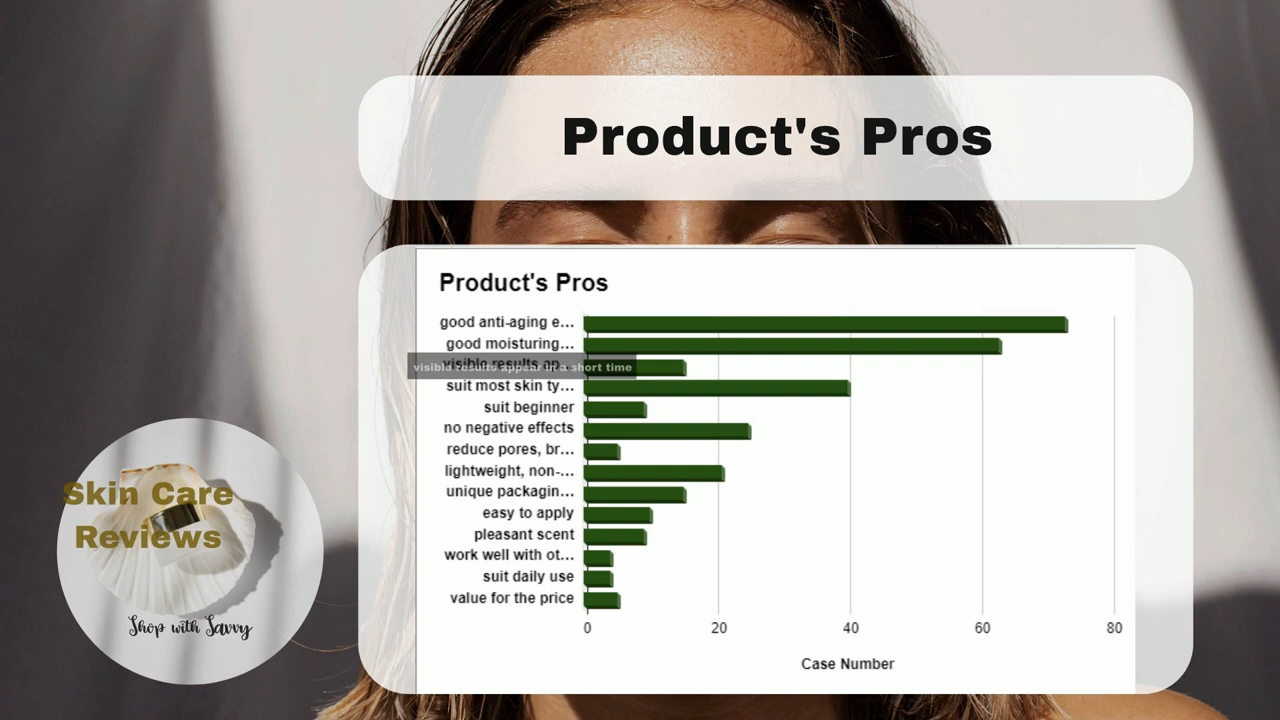 Product's Pros
Product's Pros
good anti-aging e...
good moisturing...
visible results ap...
visible results appear in a short time
suit most skin ty...
suit beginner
no negative effects
reduce pores, br...
lightweight, non-...
unique packagin...
easy to apply
pleasant scent
work well with ot...
suit daily use
value for the price
0 20 40 60 80
Case Number
Skin Care
Reviews
Shop with Savvy